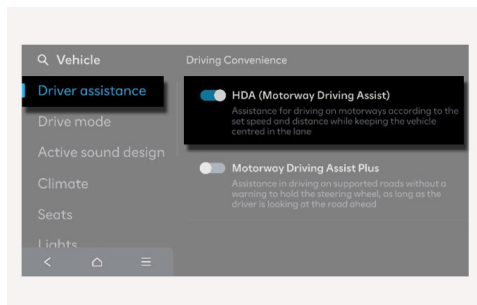 Vehicle
Driving Convenience
Driver assistance
HDA (Motorway Driving Assist)
Assistance for driving on motorways according to the
set speed and distance while keeping the vehicle
centred in the lane
Drive mode
Active sound design
Motorway Driving Assist Plus
Assistance in driving on supported roads without a
warning to hold the steering wheel, as long as the
driver is looking at the road ahead
Climate
Seats
Lights